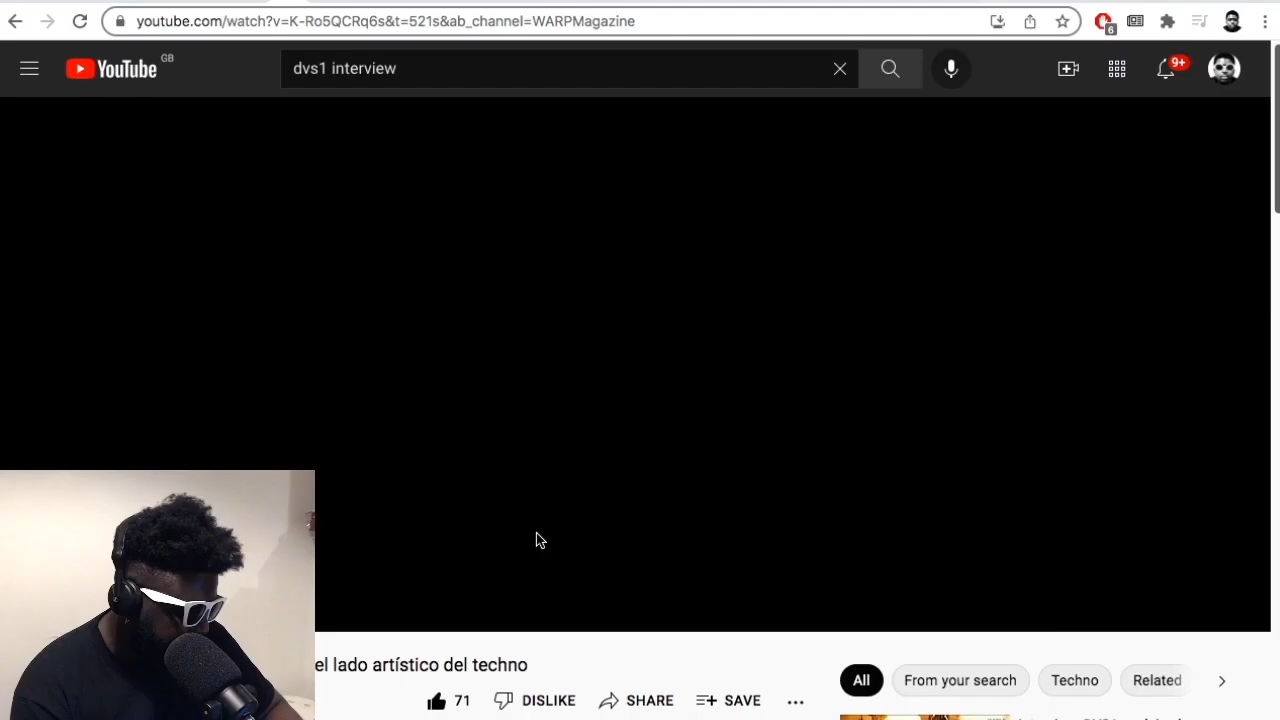 youtube.com/watch?v=K-Ro5QCRq6s&t=521s&ab_channel=WARPMagazine
6
YouTube GB
dvs1 interview
9+
el lado artístico del techno
71 DISLIKE SHARE SAVE
All From your search Techno Related